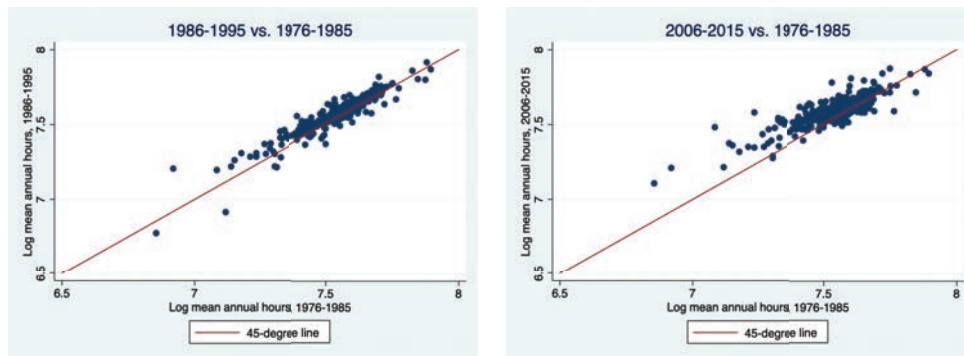 1986-1995 vs. 1976-1985
Log mean annual hours, 1986-1995
8
7.5
7
6.5
6.5
7
7.5
8
Log mean annual hours, 1976-1985
45-degree line
2006-2015 vs. 1976-1985
Log mean annual hours, 2006-2015
8
7.5
7
6.5
6.5
7
7.5
8
Log mean annual hours, 1976-1985
45-degree line